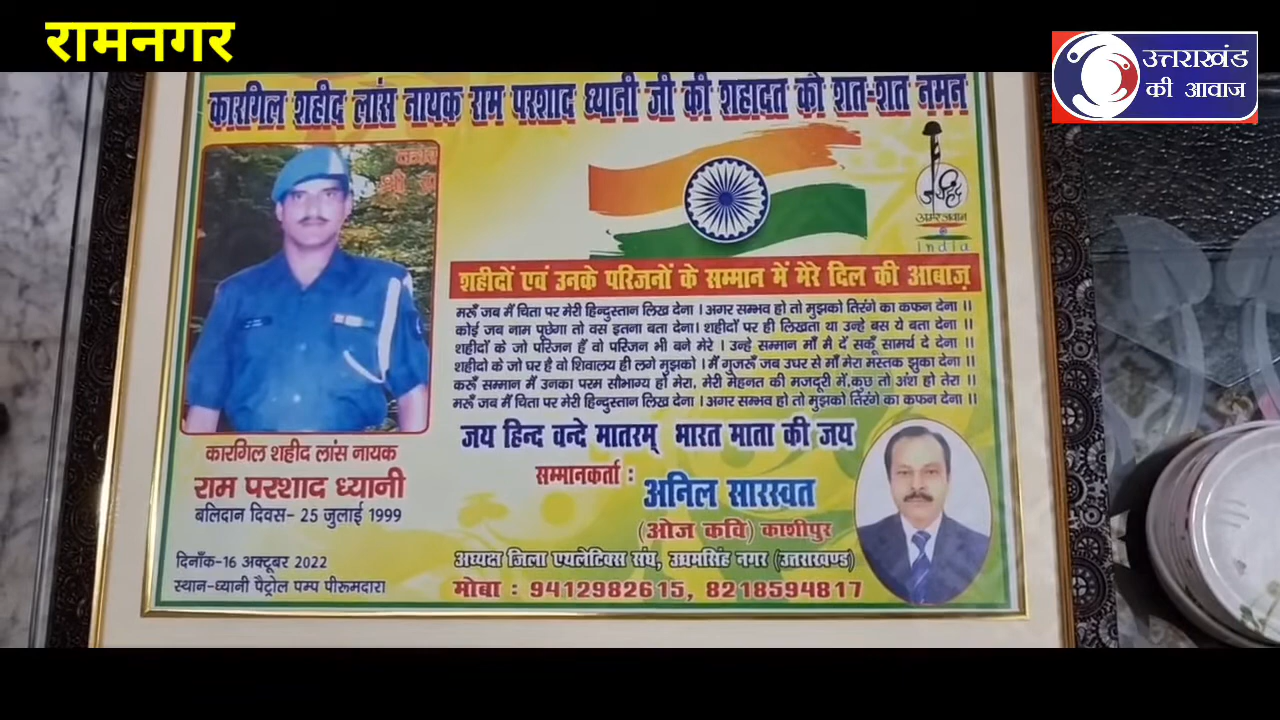 रामनगर
उत्तराखंड
की आवाज
कारगिल शहीद लांस नायक राम परशाद ध्यानी जी की शहादत को शत-शत नमन
जयहिंद
अमर जवान
india
शहीदों एवं उनके परिजनों के सम्मान में मेरे दिल की आबाज़
मरूँ जब मैं चिता पर मेरी हिन्दुस्तान लिख देना । अगर सम्भव हो तो मुझको तिरंगे का कफन देना ।।
कोई जब नाम पूछेगा तो वस इतना बता देना। शहीदों पर ही लिखता था उन्हे बस ये बता देना ।।
शहीदों के जो परिजन हैं वो परिजन भी बने मेरे । उन्हे सम्मान माँ मै दें सकूँ सामर्थ दे देना ।।
शहीदो के जो घर है वो शिवालय ही लगे मुझको । मैं गुजरूँ जब उधर से माँ मेरा मस्तक झुका देना ।।
करूँ सम्मान मैं उनका परम सौभाग्य हो मेरा, मेरी मेहनत की मजदूरी में,कुछ तो अंश हो तेरा ।।
मरूँ जब मैं चिता पर मेरी हिन्दुस्तान लिख देना । अगर सम्भव हो तो मुझको तिरंगे का कफन देना ।।
जय हिन्द वन्दे मातरम् भारत माता की जय
कारगिल शहीद लांस नायक
राम परशाद ध्यानी
बलिदान दिवस- 25 जुलाई 1999
सम्मानकर्ता :
अनिल सारस्वत
(ओज कवि) काशीपुर
दिनाँक-16 अक्टूबर 2022
स्थान-ध्यानी पैट्रोल पम्प पीरूमदारा
अध्यक्ष जिला एथलेटिक्स संघ, उधमसिंह नगर (उत्तराखण्ड)
मोबा : 9412982615, 8218594817